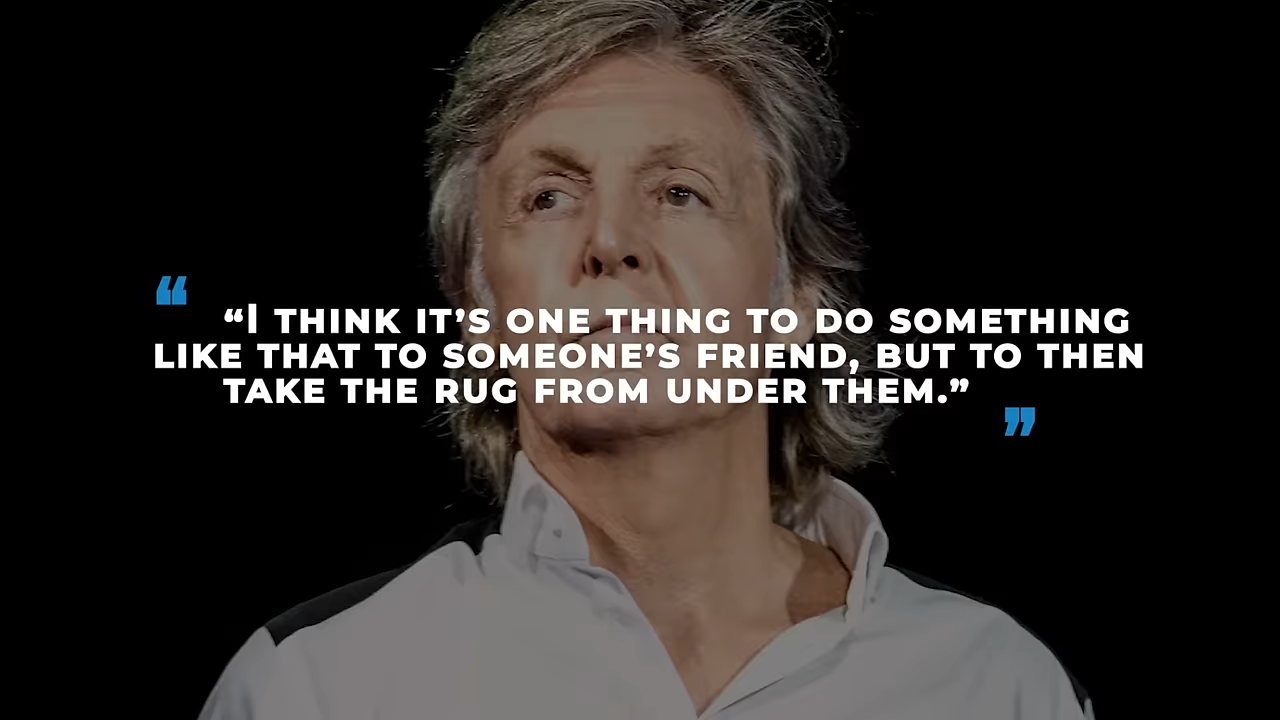 “I THINK IT’S ONE THING TO DO SOMETHING
LIKE THAT TO SOMEONE’S FRIEND, BUT TO THEN
TAKE THE RUG FROM UNDER THEM.”